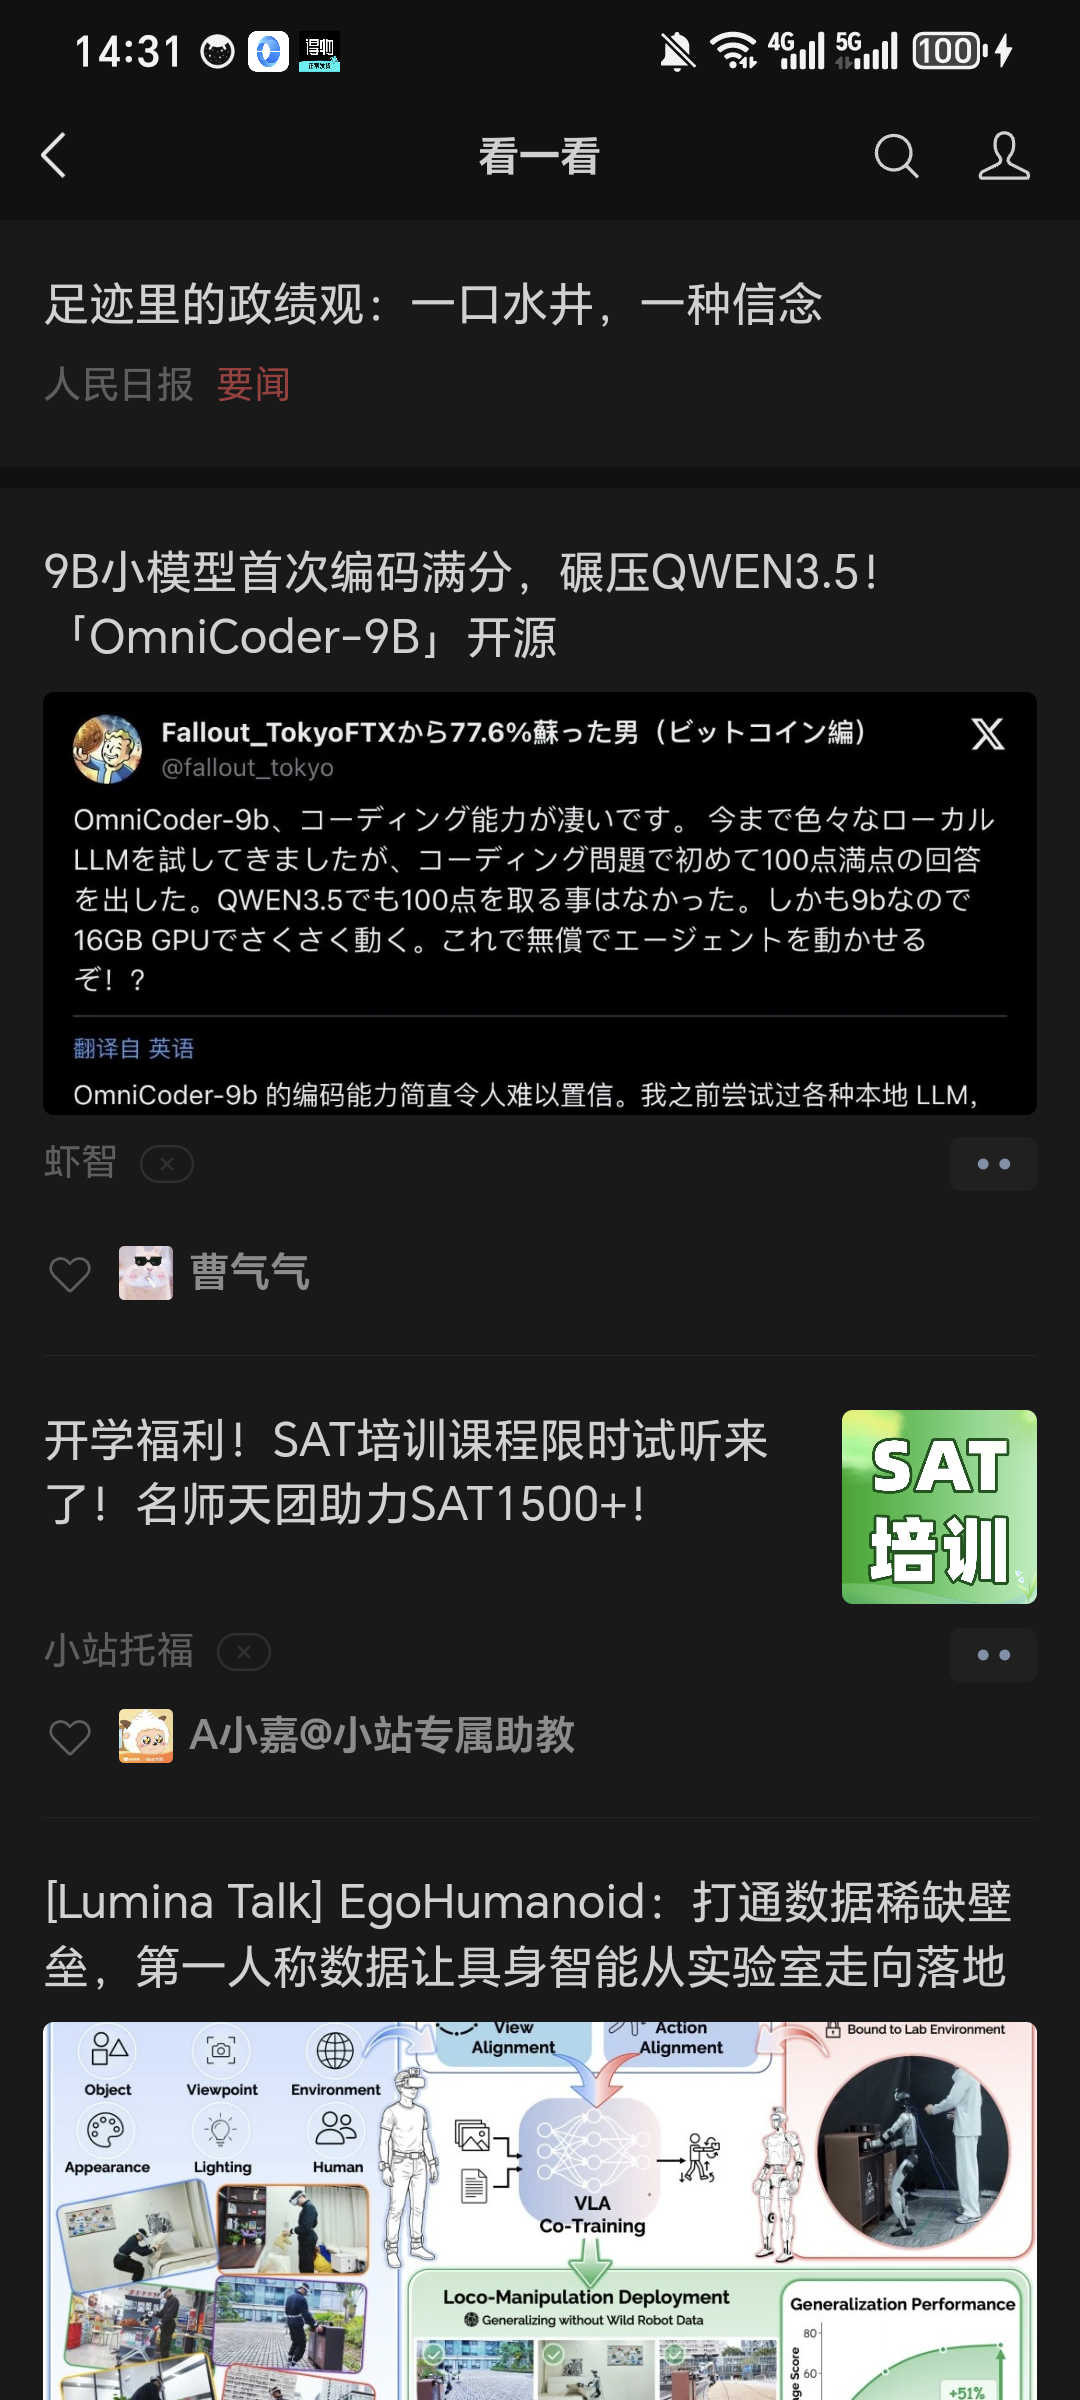 14:31
得物
正常发货
4G
5G
100
看一看
足迹里的政绩观：一口水井，一种信念
人民日报 要闻
9B小模型首次编码满分，碾压QWEN3.5！
「OmniCoder-9B」开源
Fallout_TokyoFTXから77.6%蘇った男（ビットコイン編）
@fallout_tokyo
OmniCoder-9b、コーディング能力が凄いです。 今まで色々なローカル
LLMを試してきましたが、コーディング問題で初めて100点満点の回答
を出した。QWEN3.5でも100点を取る事はなかった。しかも9bなので
16GB GPUでさくさく動く。これで無償でエージェントを動かせる
ぞ！?
翻译自 英语
OmniCoder-9b 的编码能力简直令人难以置信。我之前尝试过各种本地 LLM，
虾智
曹气气
开学福利！SAT培训课程限时试听来
了！名师天团助力SAT1500+！
SAT
培训
小站托福
A小嘉@小站专属助教
[Lumina Talk] EgoHumanoid：打通数据稀缺壁
垒，第一人称数据让具身智能从实验室走向落地
Object
Viewpoint
Environment
Appearance
Lighting
Human
View
Alignment
Action
Alignment
Bound to Lab Environment
VLA
Co-Training
Loco-Manipulation Deployment
Generalizing without Wild Robot Data
Generalization Performance
80
60
Score
+51%